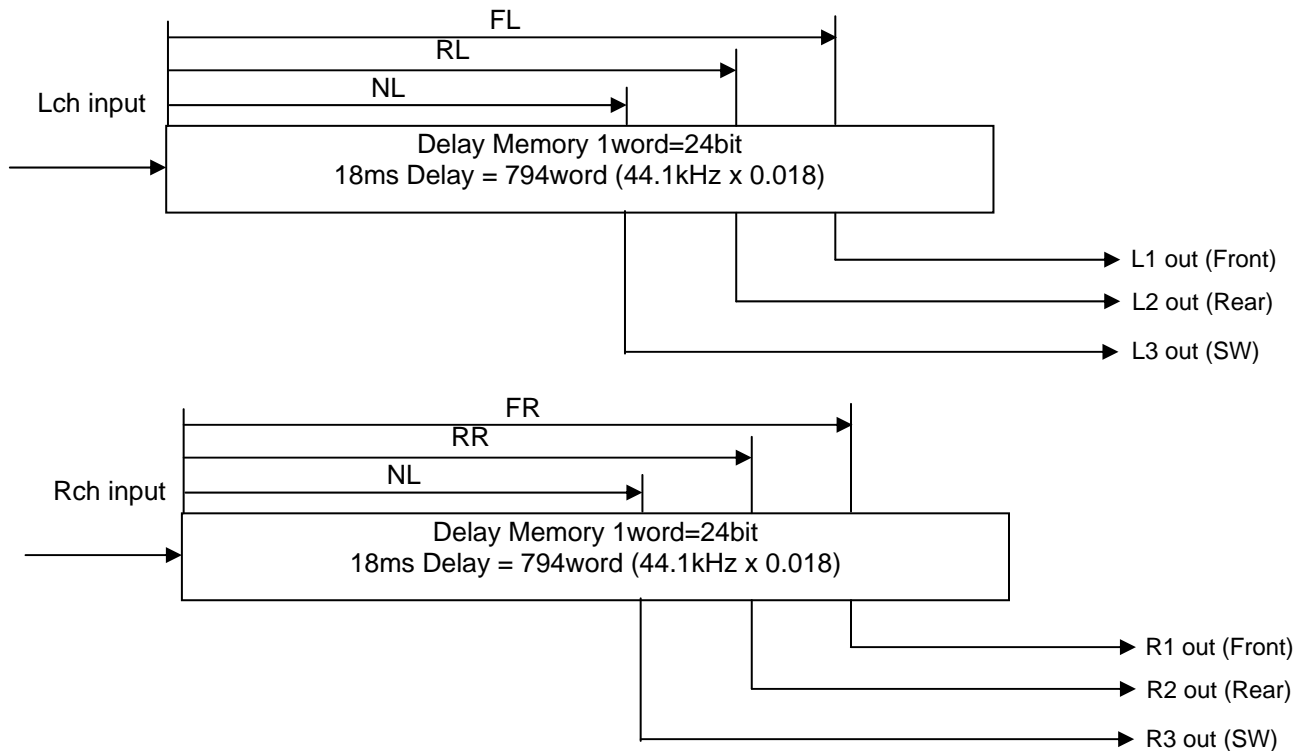 FL
RL
NL
Lch input
Delay Memory 1word=24bit
18ms Delay = 794word (44.1kHz x 0.018)
L1 out (Front)
L2 out (Rear)
L3 out (SW)
FR
RR
NL
Rch input
Delay Memory 1word=24bit
18ms Delay = 794word (44.1kHz x 0.018)
R1 out (Front)
R2 out (Rear)
R3 out (SW)